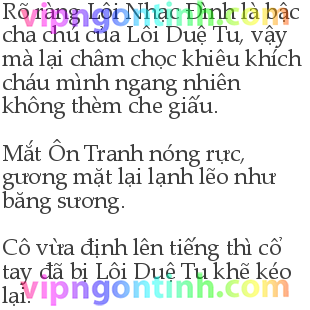 Rõ ràng Lôi Nhạc Đình là bậc
cha chú của Lôi Duệ Tu, vậy
mà lại châm chọc khiêu khích
cháu mình ngang nhiên
không thèm che giấu.
Mắt Ôn Tranh nóng rực,
gương mặt lại lạnh lẽo như
băng sương.
Cô vừa định lên tiếng thì cổ
tay đã bị Lôi Duệ Tu khẽ kéo
lại.
vipngontinh.com
vipngontinh.com